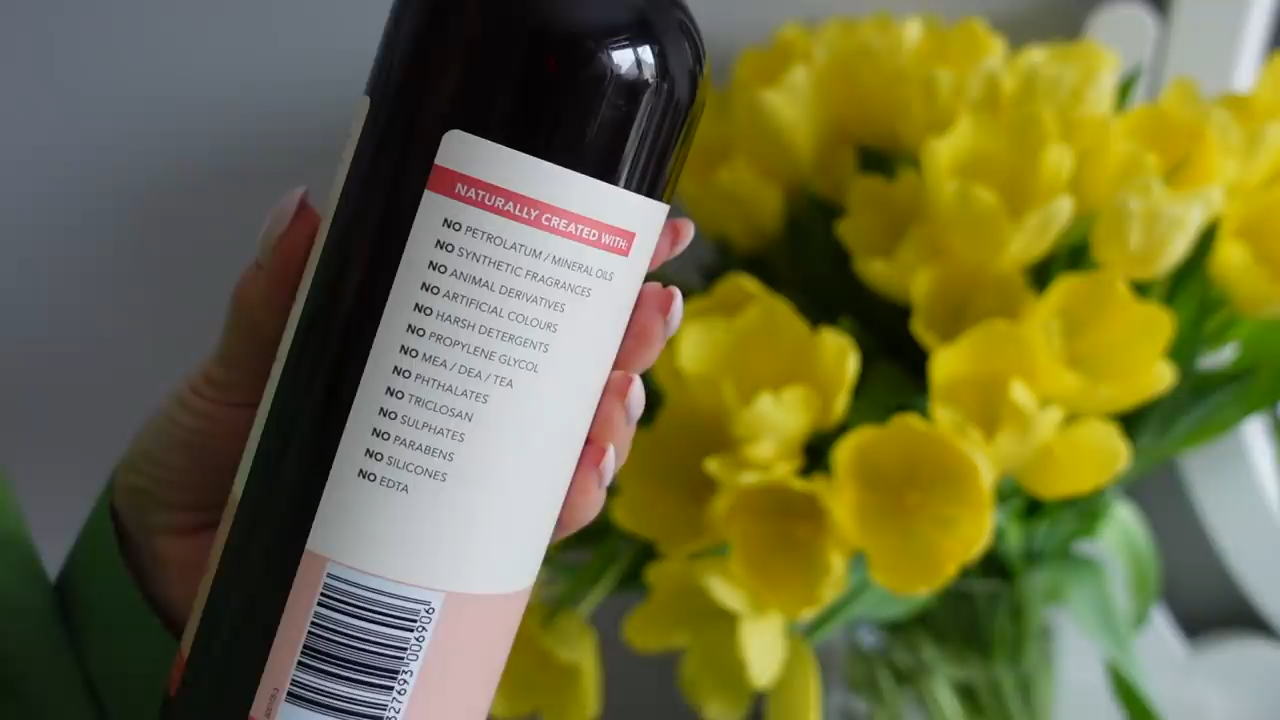 NATURALLY CREATED WITH:
NO PETROLATUM / MINERAL OILS
NO SYNTHETIC FRAGRANCES
NO ANIMAL DERIVATIVES
NO ARTIFICIAL COLOURS
NO HARSH DETERGENTS
NO PROPYLENE GLYCOL
NO MEA / DEA / TEA
NO PHTHALATES
NO TRICLOSAN
NO SULPHATES
NO PARABENS
NO SILICONES
NO EDTA
327693 006906